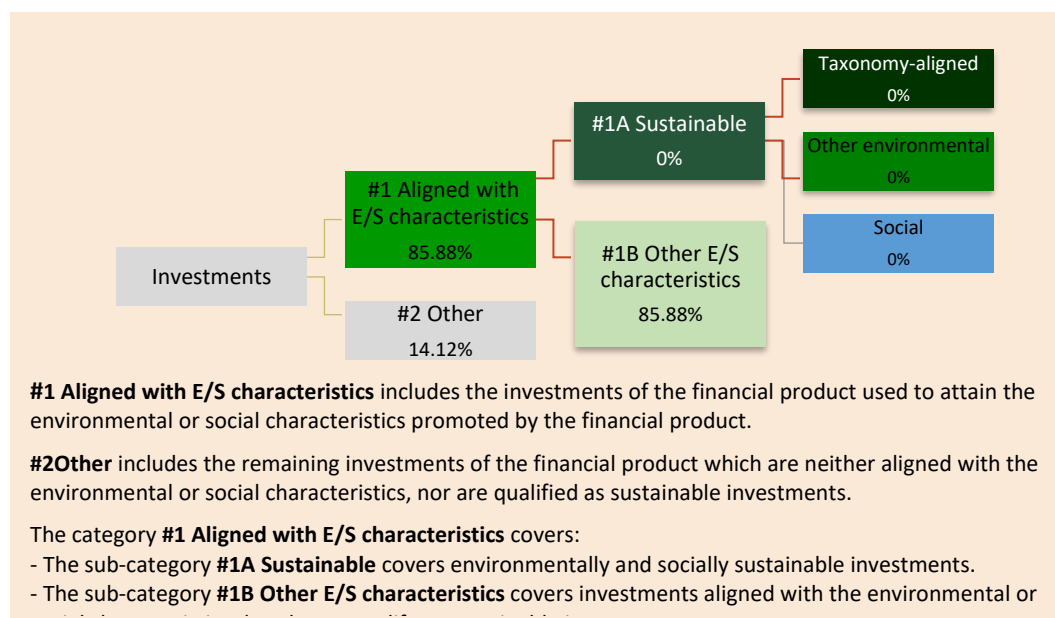 Taxonomy-aligned
0%
#1A Sustainable
0%
Other environmental
0%
#1 Aligned with
E/S characteristics
85.88%
Social
0%
#1B Other E/S
characteristics
85.88%
Investments
#2 Other
14.12%
#1 Aligned with E/S characteristics includes the investments of the financial product used to attain the
environmental or social characteristics promoted by the financial product.
#2Other includes the remaining investments of the financial product which are neither aligned with the
environmental or social characteristics, nor are qualified as sustainable investments.
The category #1 Aligned with E/S characteristics covers:
- The sub-category #1A Sustainable covers environmentally and socially sustainable investments.
- The sub-category #1B Other E/S characteristics covers investments aligned with the environmental or